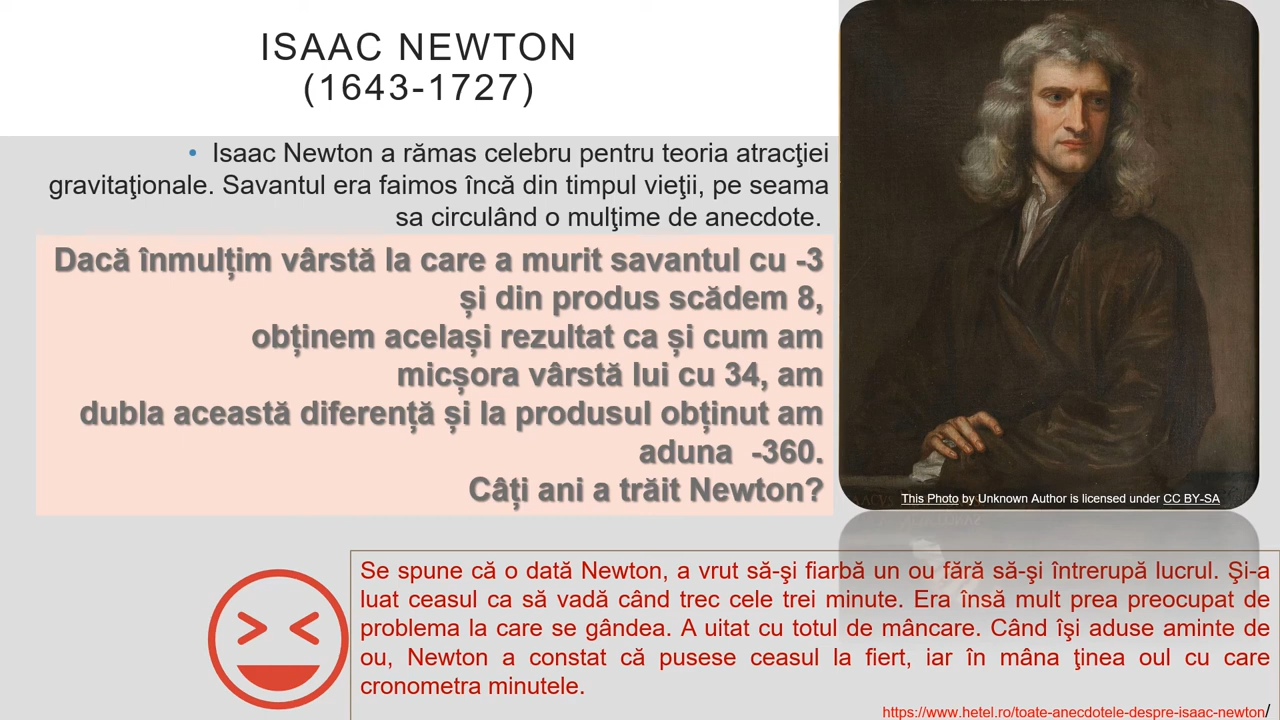 ISAAC NEWTON
(1643-1727)
• Isaac Newton a rămas celebru pentru teoria atracţiei
gravitaţionale. Savantul era faimos încă din timpul vieţii, pe seama
sa circulând o mulţime de anecdote.
Dacă înmulțim vârstă la care a murit savantul cu -3
și din produs scădem 8,
obținem același rezultat ca și cum am
micșora vârstă lui cu 34, am
dubla această diferență și la produsul obținut am
aduna -360.
Câți ani a trăit Newton?
This Photo by Unknown Author is licensed under CC BY-SA
Se spune că o dată Newton, a vrut să-şi fiarbă un ou fără să-şi întrerupă lucrul. Şi-a
luat ceasul ca să vadă când trec cele trei minute. Era însă mult prea preocupat de
problema la care se gândea. A uitat cu totul de mâncare. Când îşi aduse aminte de
ou, Newton a constat că pusese ceasul la fiert, iar în mâna ţinea oul cu care
cronometra minutele.
https://www.hetel.ro/toate-anecdotele-despre-isaac-newton/